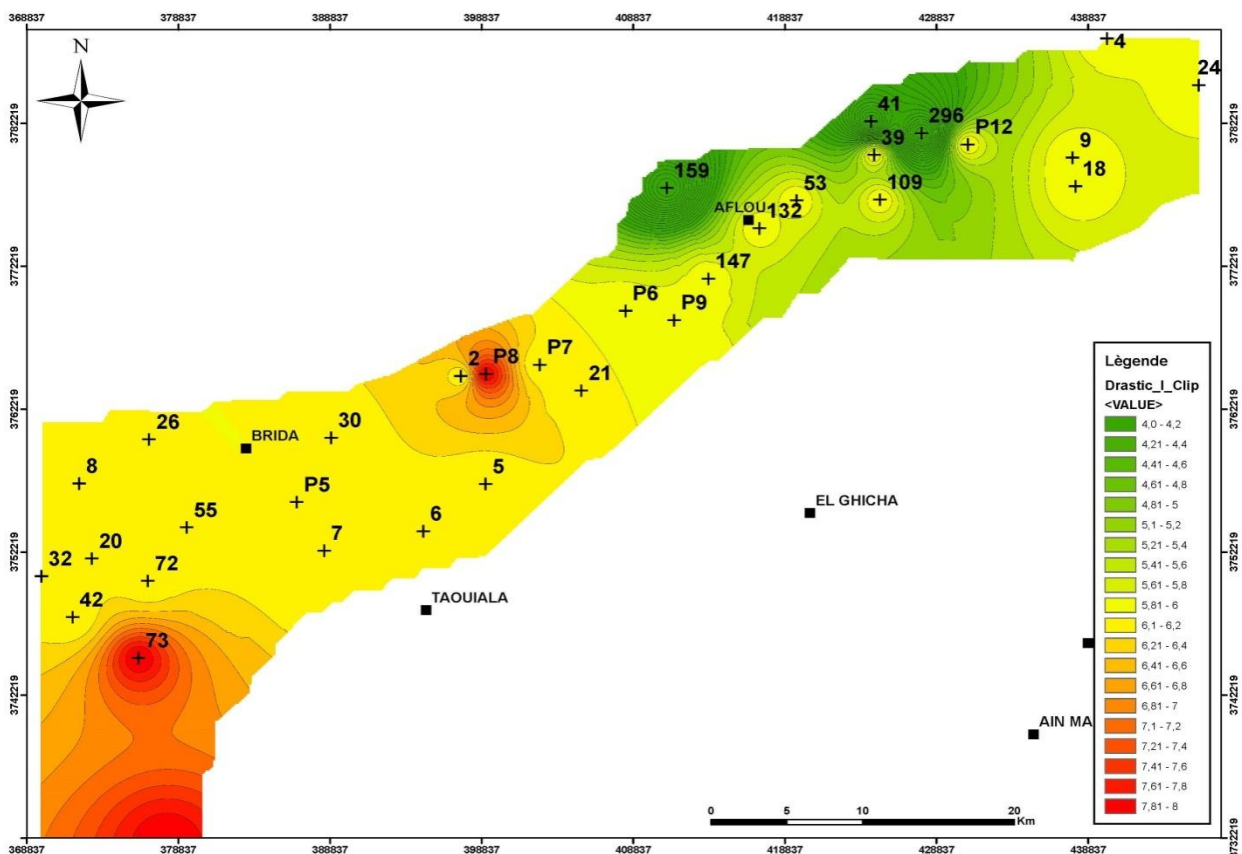 368837 378837 388837 398837 408837 418837 428837 438837
N
4
24
41
296
3782219
3782219
39
P12
9
18
159
53
109
AFLOU
132
3772219
3772219
147
P6
P9
2
P8
P7
21
Lègende
Drastic_I_Clip
<VALUE>
4,0 - 4,2
4,21 - 4,4
4,41 - 4,6
4,61 - 4,8
4,81 - 5
5,1 - 5,2
5,21 - 5,4
5,41 - 5,6
5,61 - 5,8
5,81 - 6
6,1 - 6,2
6,21 - 6,4
6,41 - 6,6
6,61 - 6,8
6,81 - 7
7,1 - 7,2
7,21 - 7,4
7,41 - 7,6
7,61 - 7,8
7,81 - 8
3762219
3762219
26
30
BRIDA
8
5
P5
55
6
EL GHICHA
7
32
20
3752219
3752219
72
42
TAOUIALA
73
3742219
3742219
AIN MA
0 5 10 20
Km
3732219
368837 378837 388837 398837 408837 418837 428837 438837